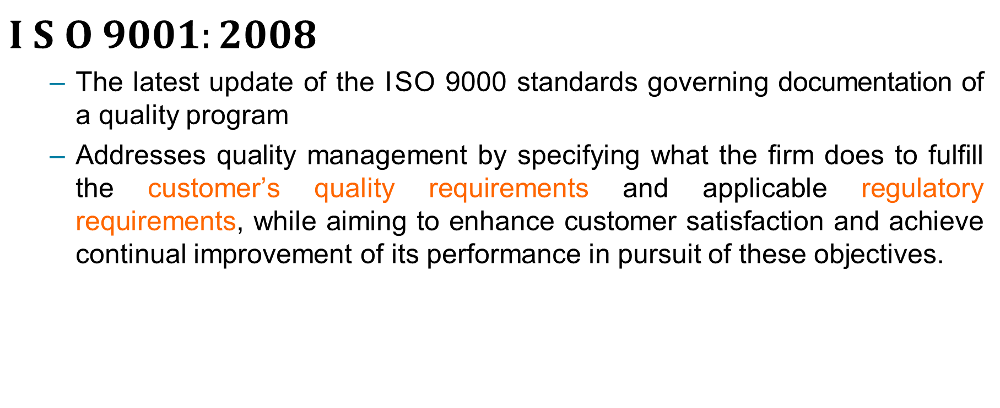 I S O 9001: 2008
– The latest update of the ISO 9000 standards governing documentation of
a quality program
– Addresses quality management by specifying what the firm does to fulfill
the customer’s quality requirements and applicable regulatory
requirements, while aiming to enhance customer satisfaction and achieve
continual improvement of its performance in pursuit of these objectives.